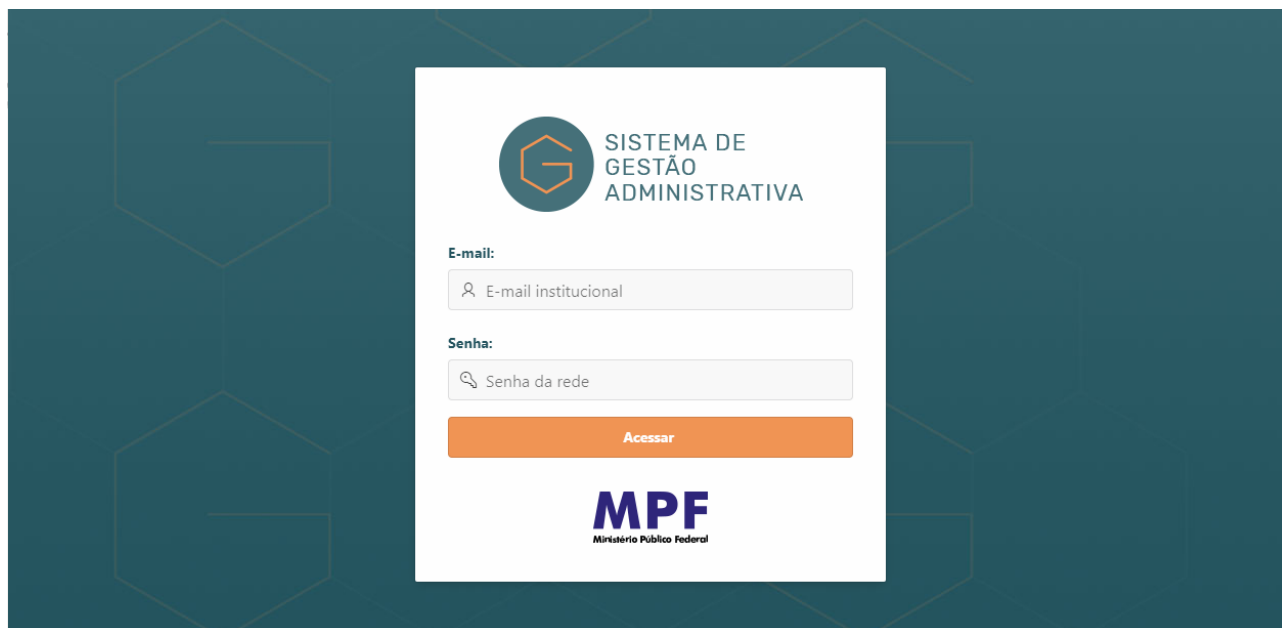 SISTEMA DE
GESTÃO
ADMINISTRATIVA
E-mail:
E-mail institucional
Senha:
Senha da rede
Acessar
MPF
Ministério Público Federal